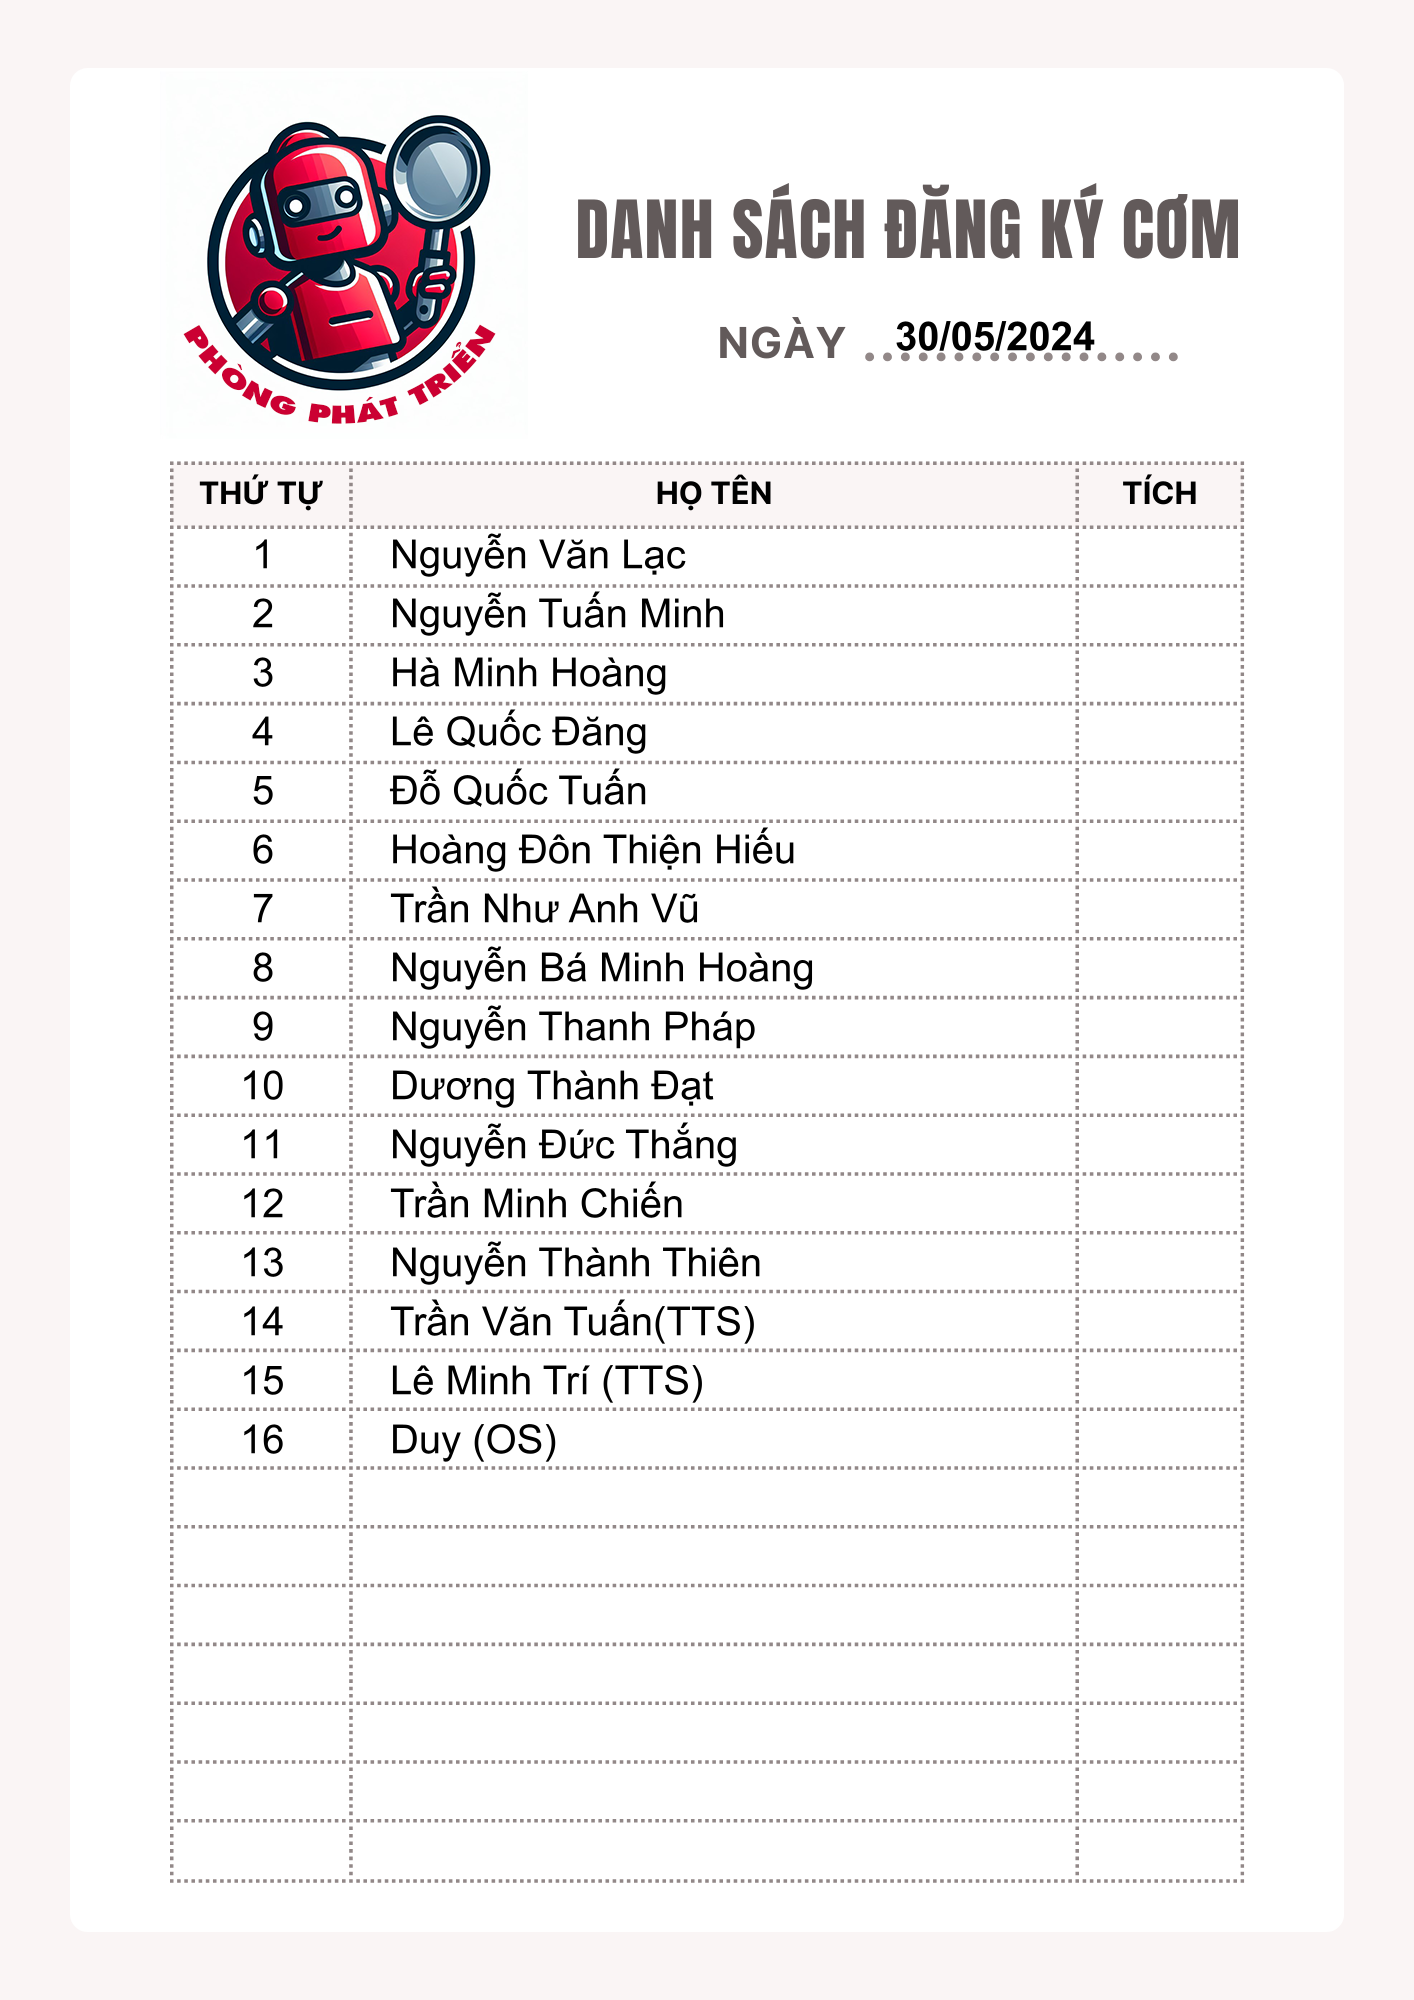 PHÒNG PHÁT TRIỂN
DANH SÁCH ĐĂNG KÝ CƠM
NGÀY 30/05/2024
THỨ TỰ HỌ TÊN TÍCH
1 Nguyễn Văn Lạc
2 Nguyễn Tuấn Minh
3 Hà Minh Hoàng
4 Lê Quốc Đăng
5 Đỗ Quốc Tuấn
6 Hoàng Đôn Thiện Hiếu
7 Trần Như Anh Vũ
8 Nguyễn Bá Minh Hoàng
9 Nguyễn Thanh Pháp
10 Dương Thành Đạt
11 Nguyễn Đức Thắng
12 Trần Minh Chiến
13 Nguyễn Thành Thiên
14 Trần Văn Tuấn(TTS)
15 Lê Minh Trí (TTS)
16 Duy (OS)